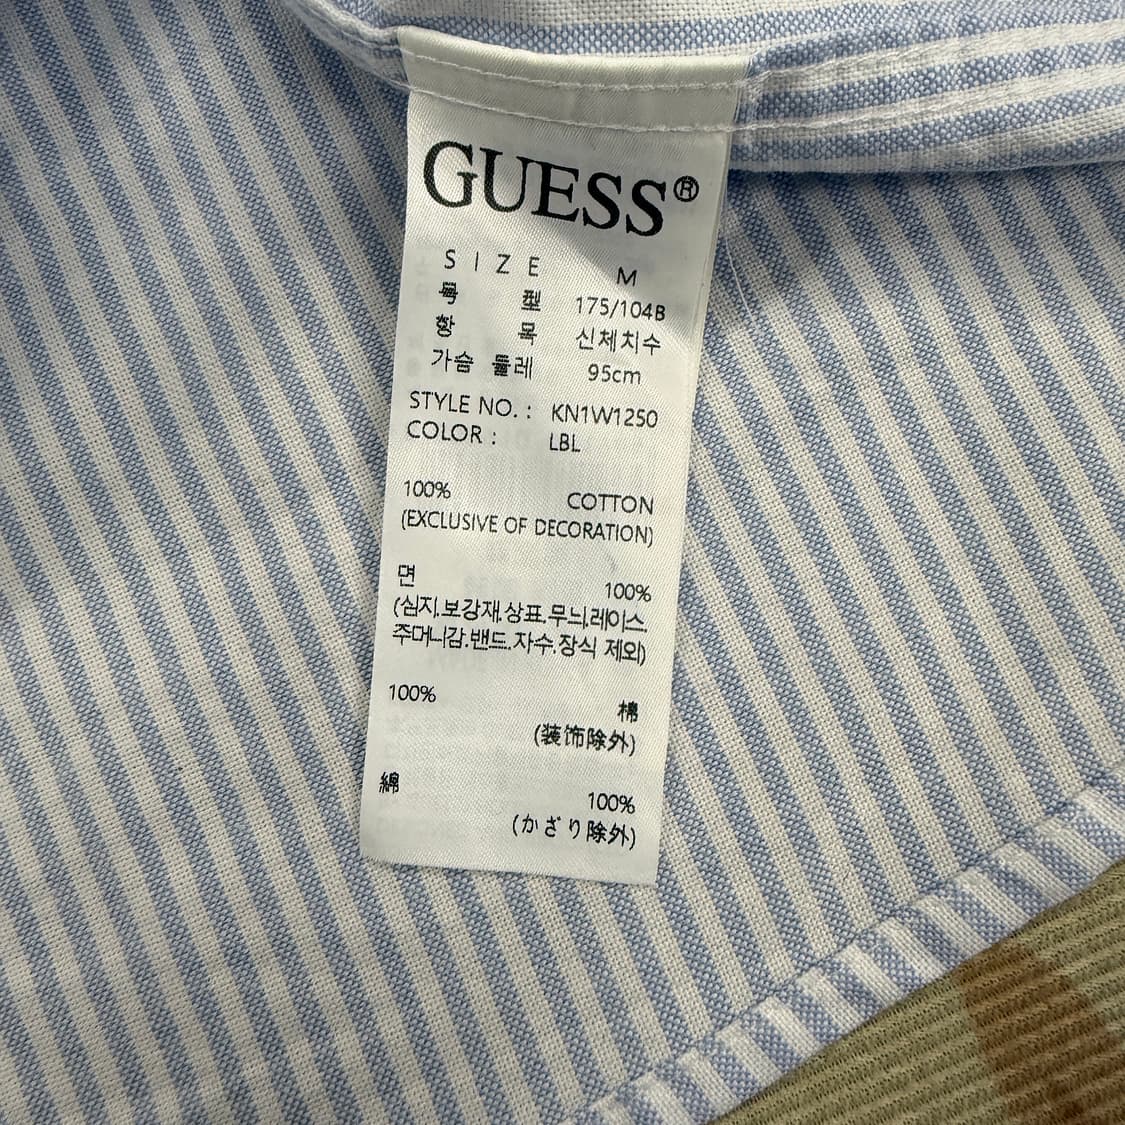 GUESS®
SIZE M
号型 175/104B
항목 신체치수
가슴 둘레 95cm
STYLE NO. : KN1W1250
COLOR : LBL
100% COTTON
(EXCLUSIVE OF DECORATION)
면 100%
(심지.보강재.상표.무늬.레이스.
주머니감.밴드.자수.장식 제외)
100% 棉
(装饰除外)
綿 100%
(かざり除外)